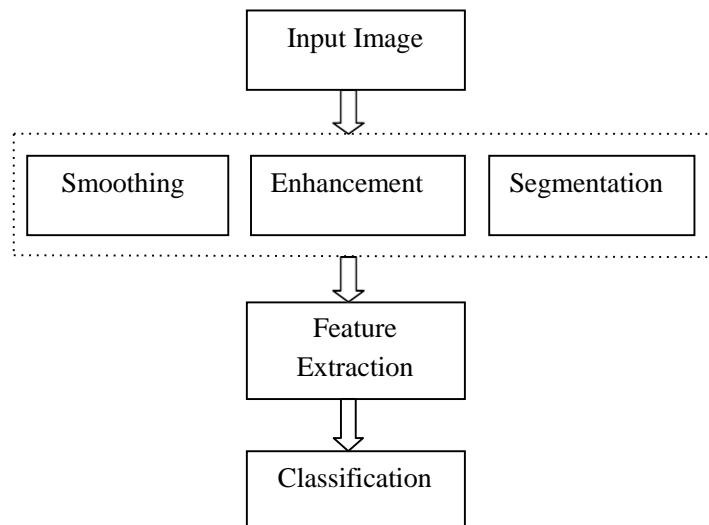 Input Image
Smoothing
Enhancement
Segmentation
Feature
Extraction
Classification